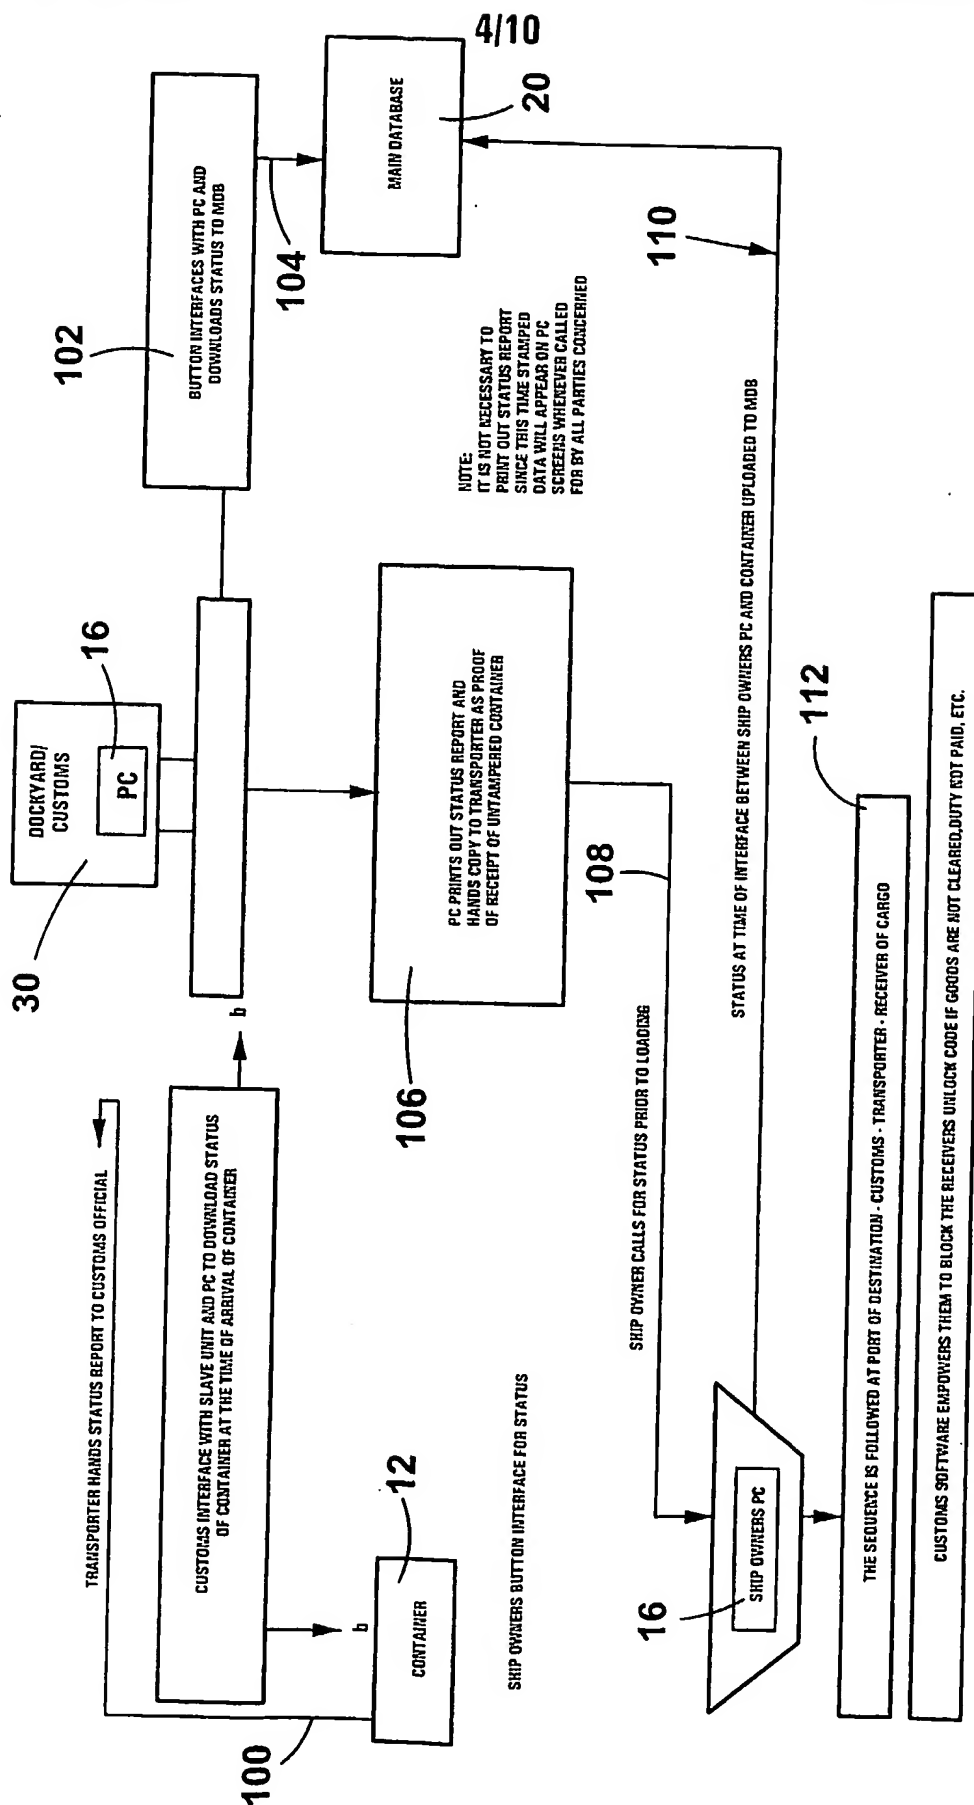 4/10
TRANSPORTER HANDS STATUS REPORT TO CUSTOMS OFFICIAL
100
CUSTOMS INTERFACE WITH SLAVE UNIT AND PC TO DOWNLOAD STATUS
OF CONTAINER AT THE TIME OF ARRIVAL OF CONTAINER
b
b
CONTAINER
12
SHIP OWNERS BUTTON INTERFACE FOR STATUS
30
DOCKYARD/
CUSTOMS
PC
16
102
BUTTON INTERFACES WITH PC AND
DOWNLOADS STATUS TO MDB
104
MAIN DATABASE
20
106
PC PRINTS OUT STATUS REPORT AND
HANDS COPY TO TRANSPORTER AS PROOF
OF RECEIPT OF UNTAMPERED CONTAINER
NOTE:
IT IS NOT NECESSARY TO
PRINT OUT STATUS REPORT
SINCE THIS TIME STAMPED
DATA WILL APPEAR ON PC
SCREENS WHENEVER CALLED
FOR BY ALL PARTIES CONCERNED
SHIP OWNER CALLS FOR STATUS PRIOR TO LOADING
108
110
STATUS AT TIME OF INTERFACE BETWEEN SHIP OWNERS PC AND CONTAINER UPLOADED TO MDB
16
SHIP OWNERS PC
112
THE SEQUENCE IS FOLLOWED AT PORT OF DESTINATION - CUSTOMS - TRANSPORTER - RECEIVER OF CARGO
CUSTOMS SOFTWARE EMPOWERS THEM TO BLOCK THE RECEIVERS UNLOCK CODE IF GOODS ARE NOT CLEARED,DUTY NOT PAID, ETC.